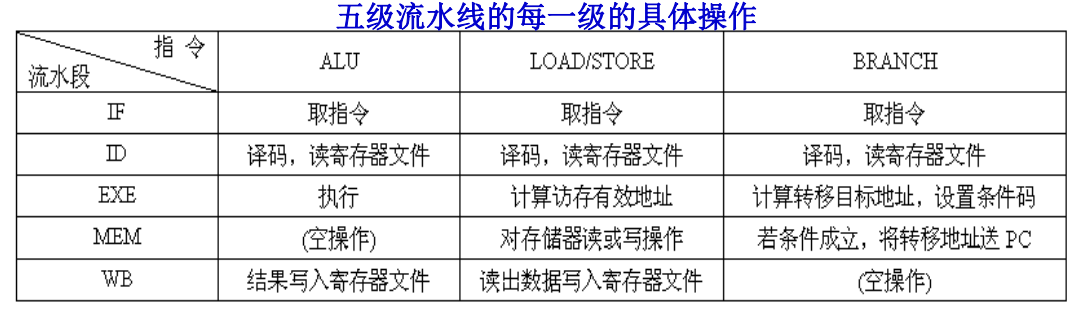 五级流水线的每一级的具体操作
指 令
流水段
ALU
LOAD/STORE
BRANCH
IF
取指令
取指令
取指令
ID
译码，读寄存器文件
译码，读寄存器文件
译码，读寄存器文件
EXE
执行
计算访存有效地址
计算转移目标地址，设置条件码
MEM
(空操作)
对存储器读或写操作
若条件成立，将转移地址送 PC
WB
结果写入寄存器文件
读出数据写入寄存器文件
(空操作)